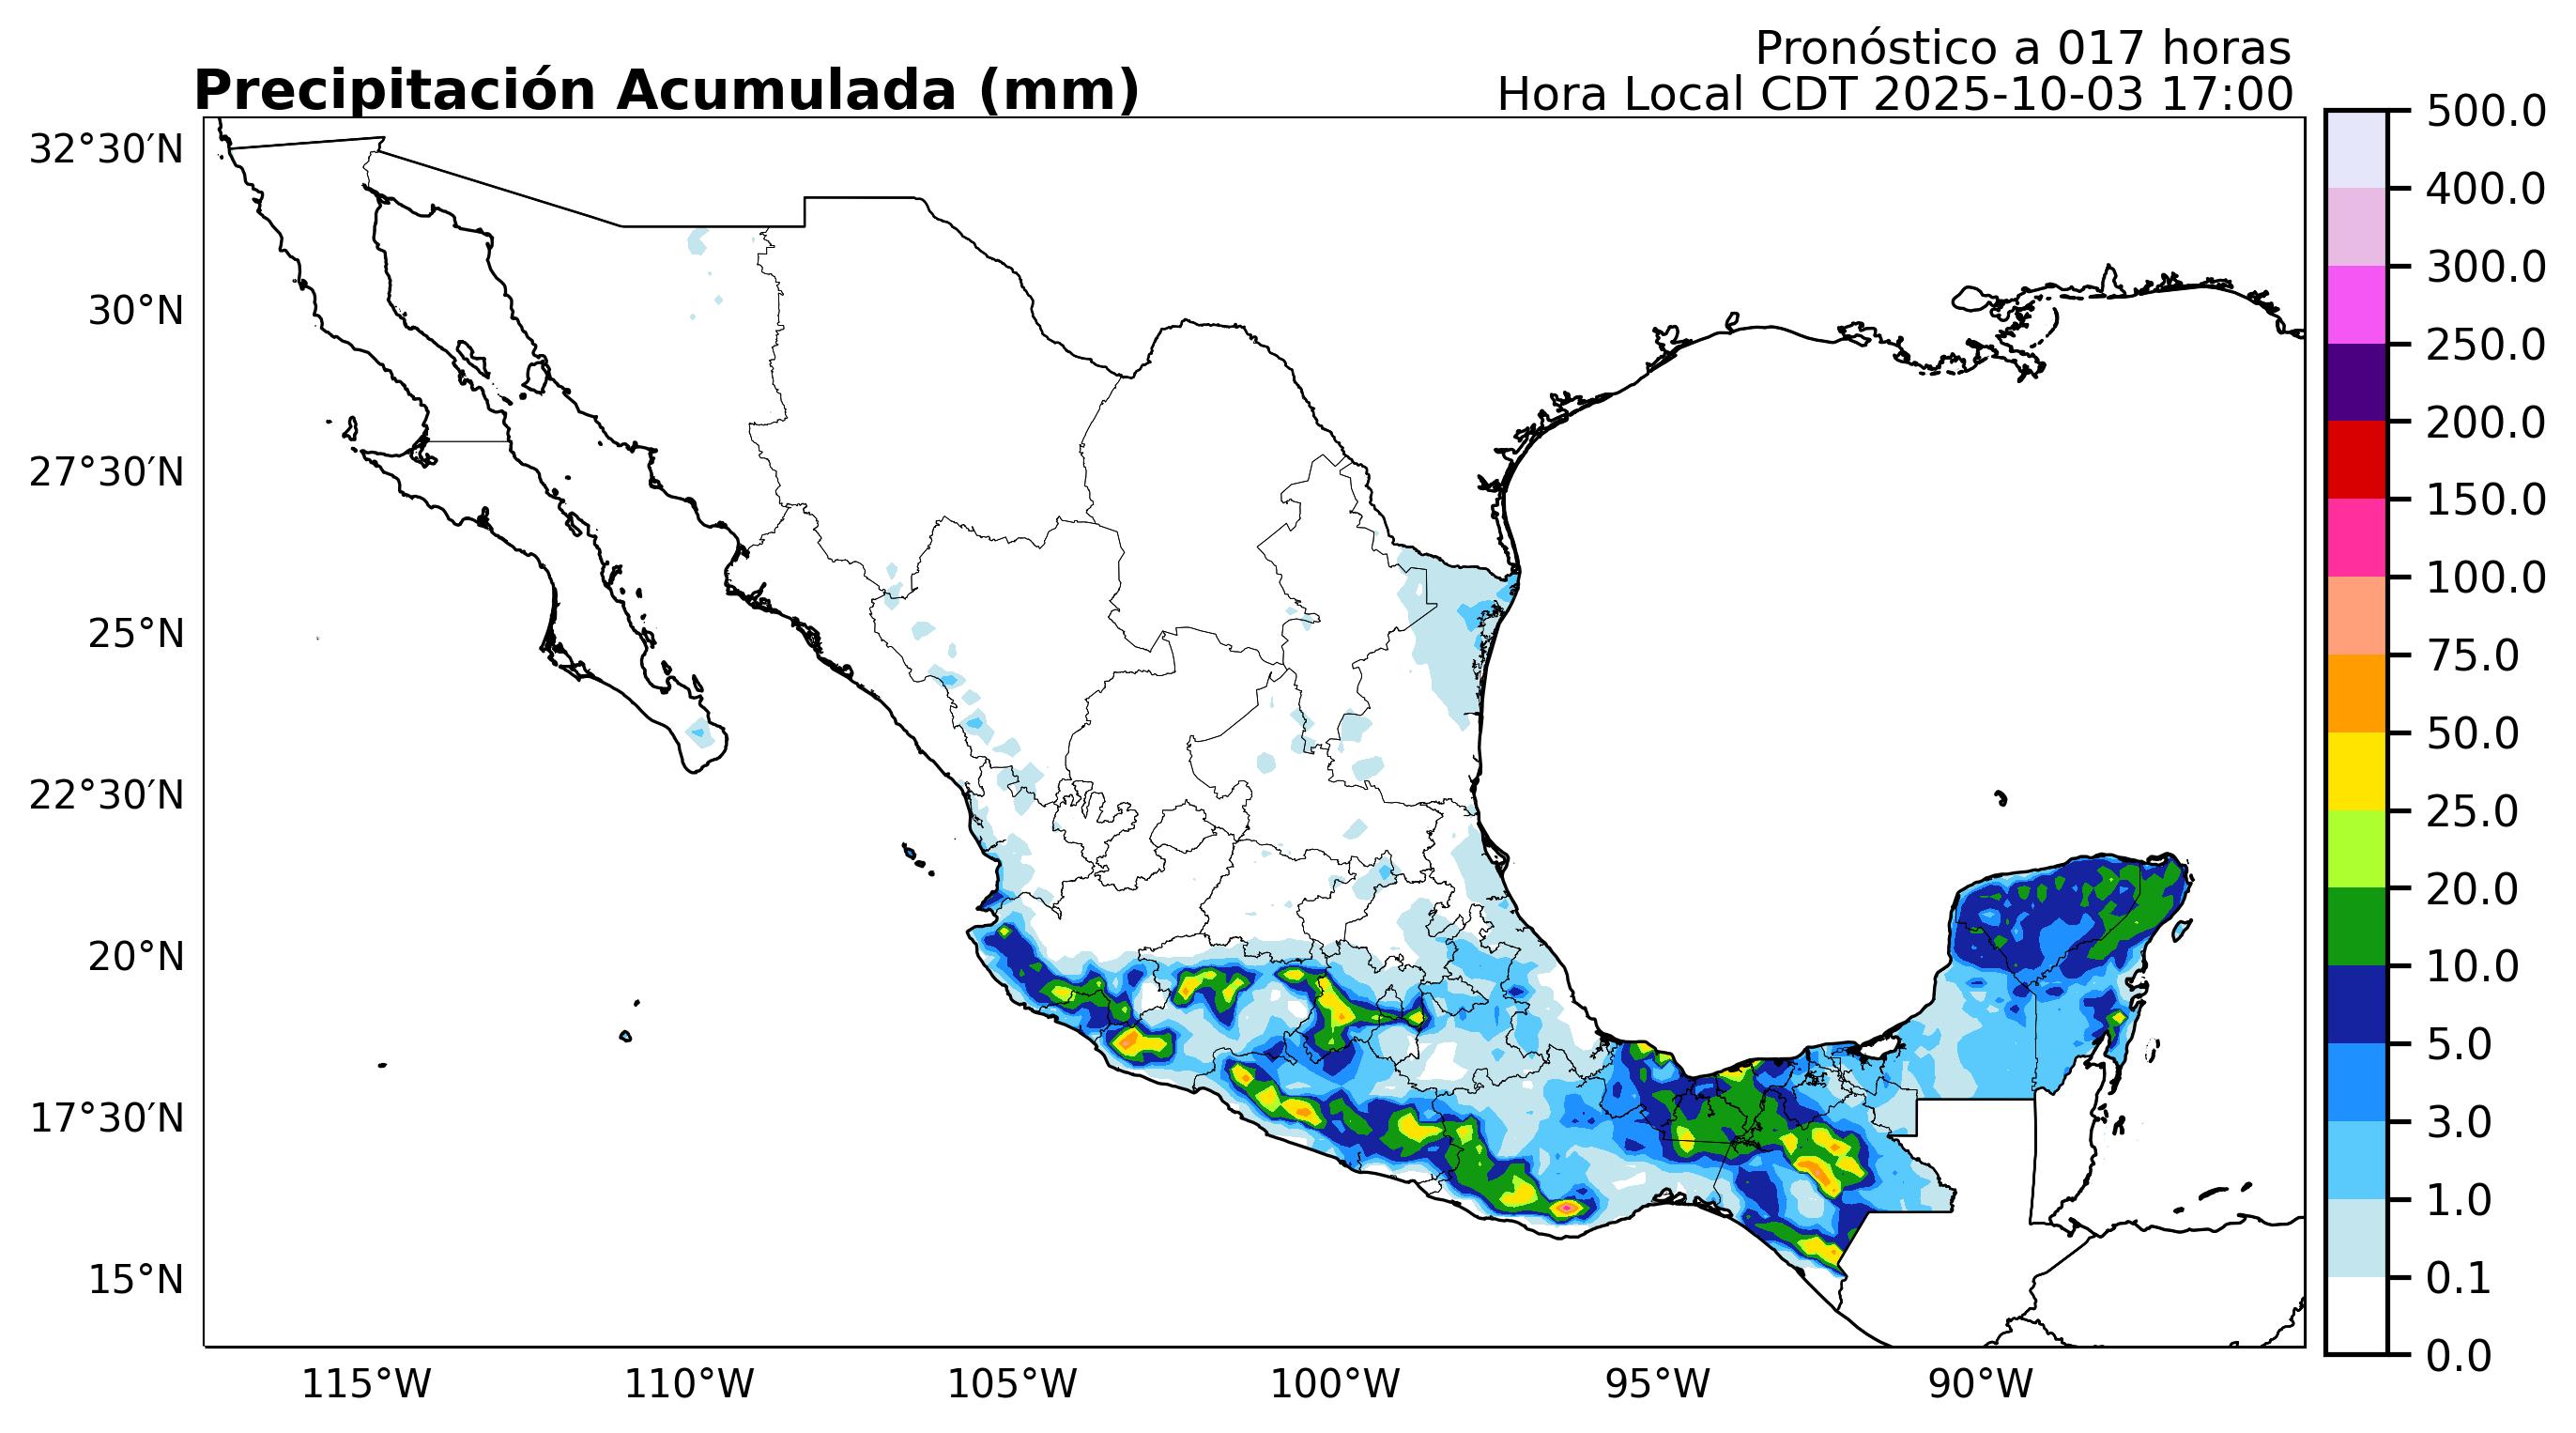 Pronóstico a 017 horas
Precipitación Acumulada (mm)
Hora Local CDT 2025-10-03 17:00
32°30′N
30°N
27°30′N
25°N
22°30′N
20°N
17°30′N
15°N
115°W
110°W
105°W
100°W
95°W
90°W
500.0
400.0
300.0
250.0
200.0
150.0
100.0
75.0
50.0
25.0
20.0
10.0
5.0
3.0
1.0
0.1
0.0